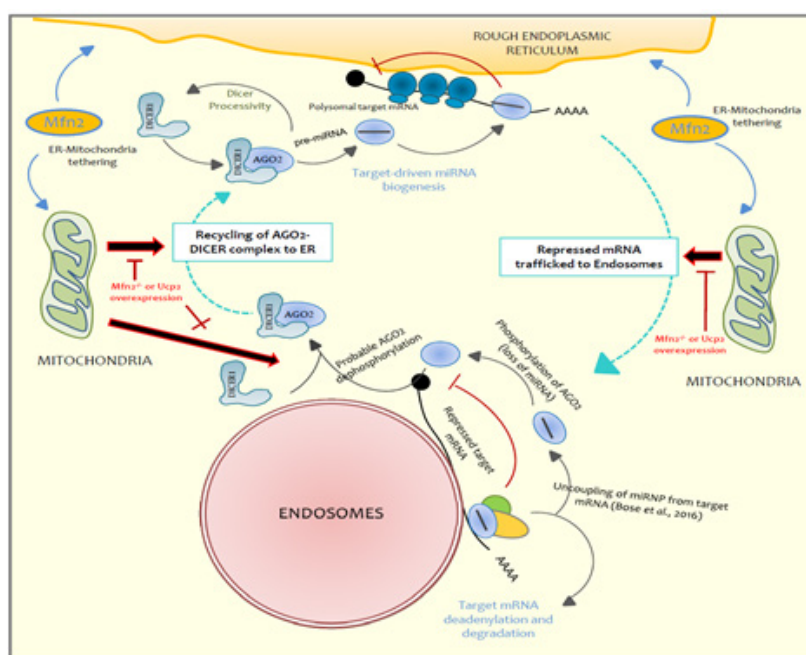 ROUGH ENDOPLASMIC
RETICULUM
Dicer
Processivity
DICER1
Polysomal target mRNA
AAAA
Mfn2
ER-Mitochondria
tethering
DICER1
AGO2
pre-miRNA
Target-driven miRNA
biogenesis
Mfn2
ER-Mitochondria
tethering
Recycling of AGO2-
DICER complex to ER
Repressed mRNA
trafficked to Endosomes
Mfn2-/- or Ucp2
overexpression
Mfn2-/- or Ucp2
overexpression
MITOCHONDRIA
MITOCHONDRIA
DICER1
AGO2
DICER1
Probable AGO2
dephosphorylation
Phosphorylation of AGO2
(loss of miRNA)
Repressed target
mRNA
Uncoupling of miRNP from target
mRNA (Bose et al., 2016)
ENDOSOMES
AAAA
Target mRNA
deadenylation and
degradation